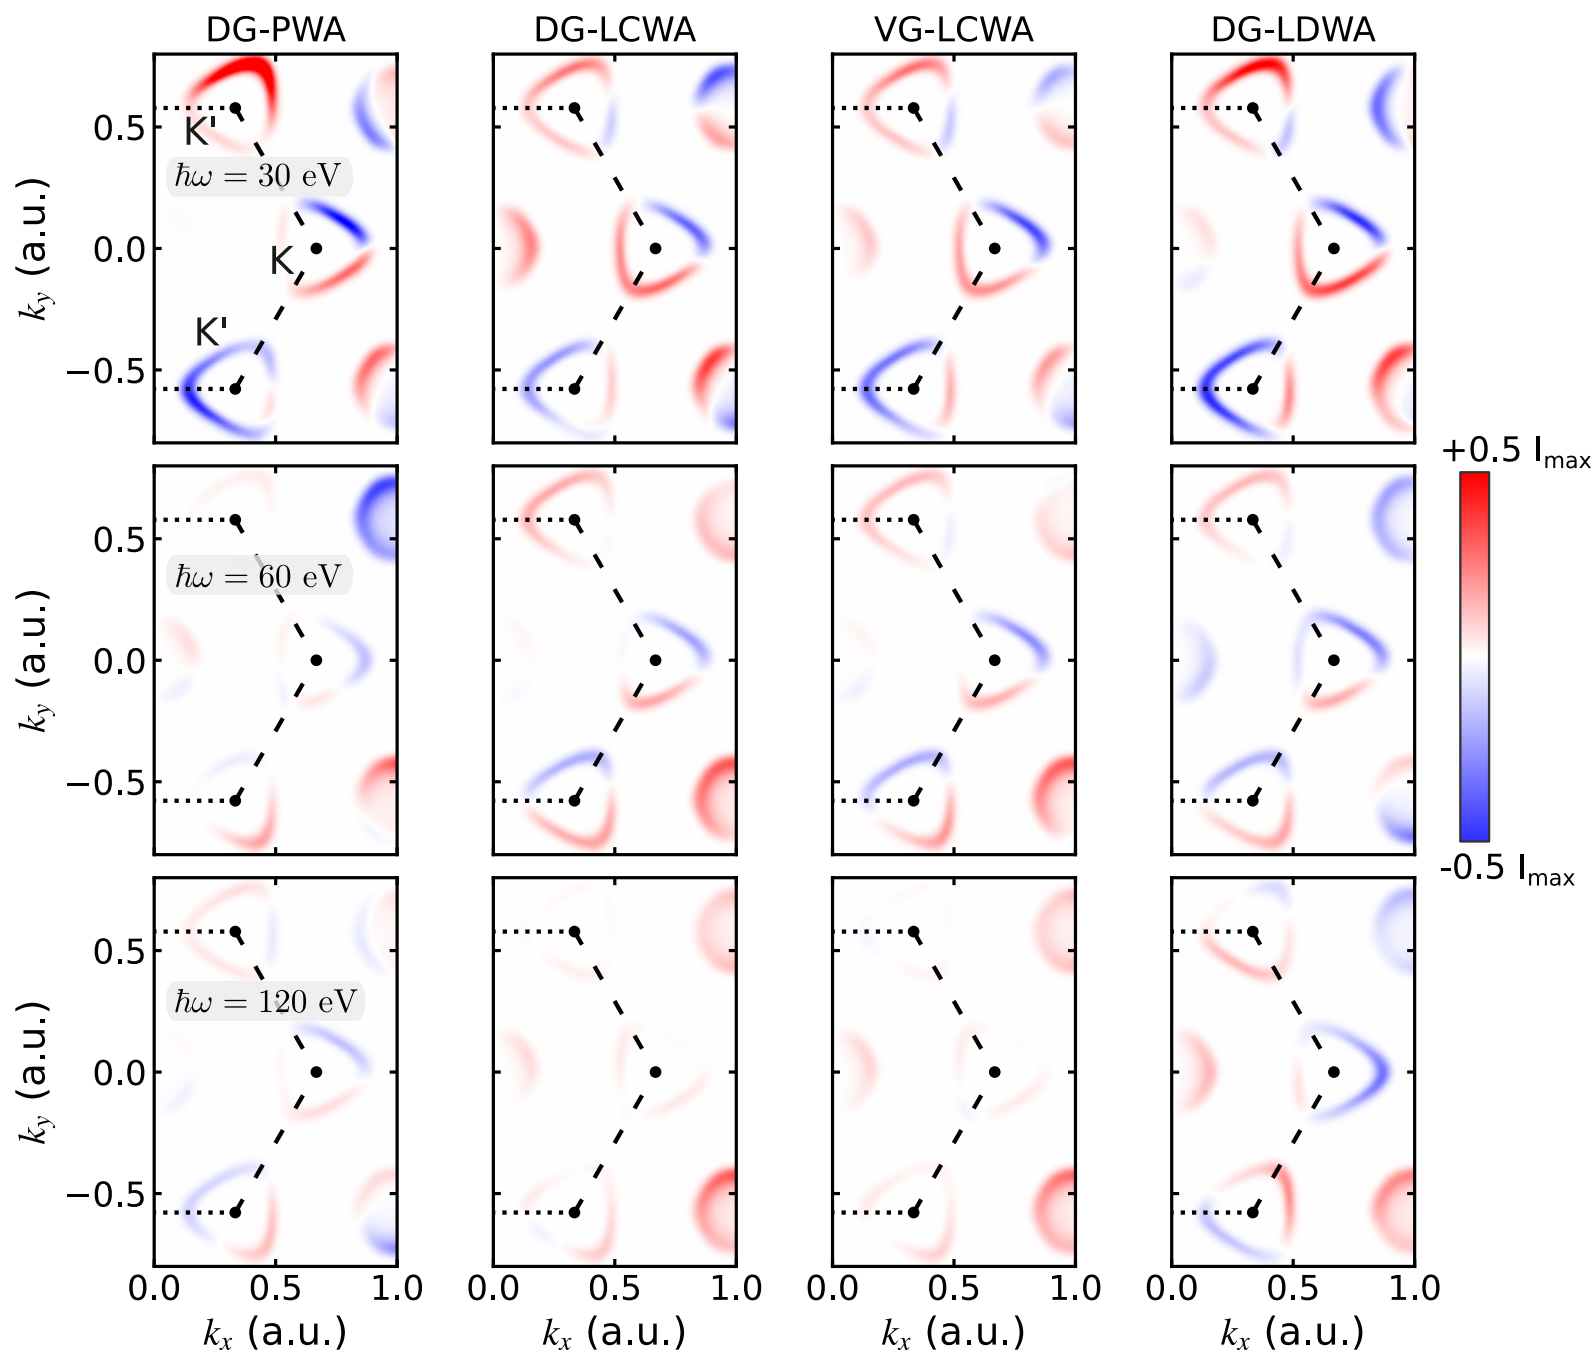 DG-PWA DG-LCWA VG-LCWA DG-LDWA
0.5
0.0
−0.5
k_y (a.u.)
K'
ħω = 30 eV
K
K'
+0.5 I_max
-0.5 I_max
0.5
0.0
−0.5
k_y (a.u.)
ħω = 60 eV
0.5
0.0
−0.5
k_y (a.u.)
ħω = 120 eV
0.0 0.5 1.0 0.0 0.5 1.0 0.0 0.5 1.0 0.0 0.5 1.0
k_x (a.u.) k_x (a.u.) k_x (a.u.) k_x (a.u.)